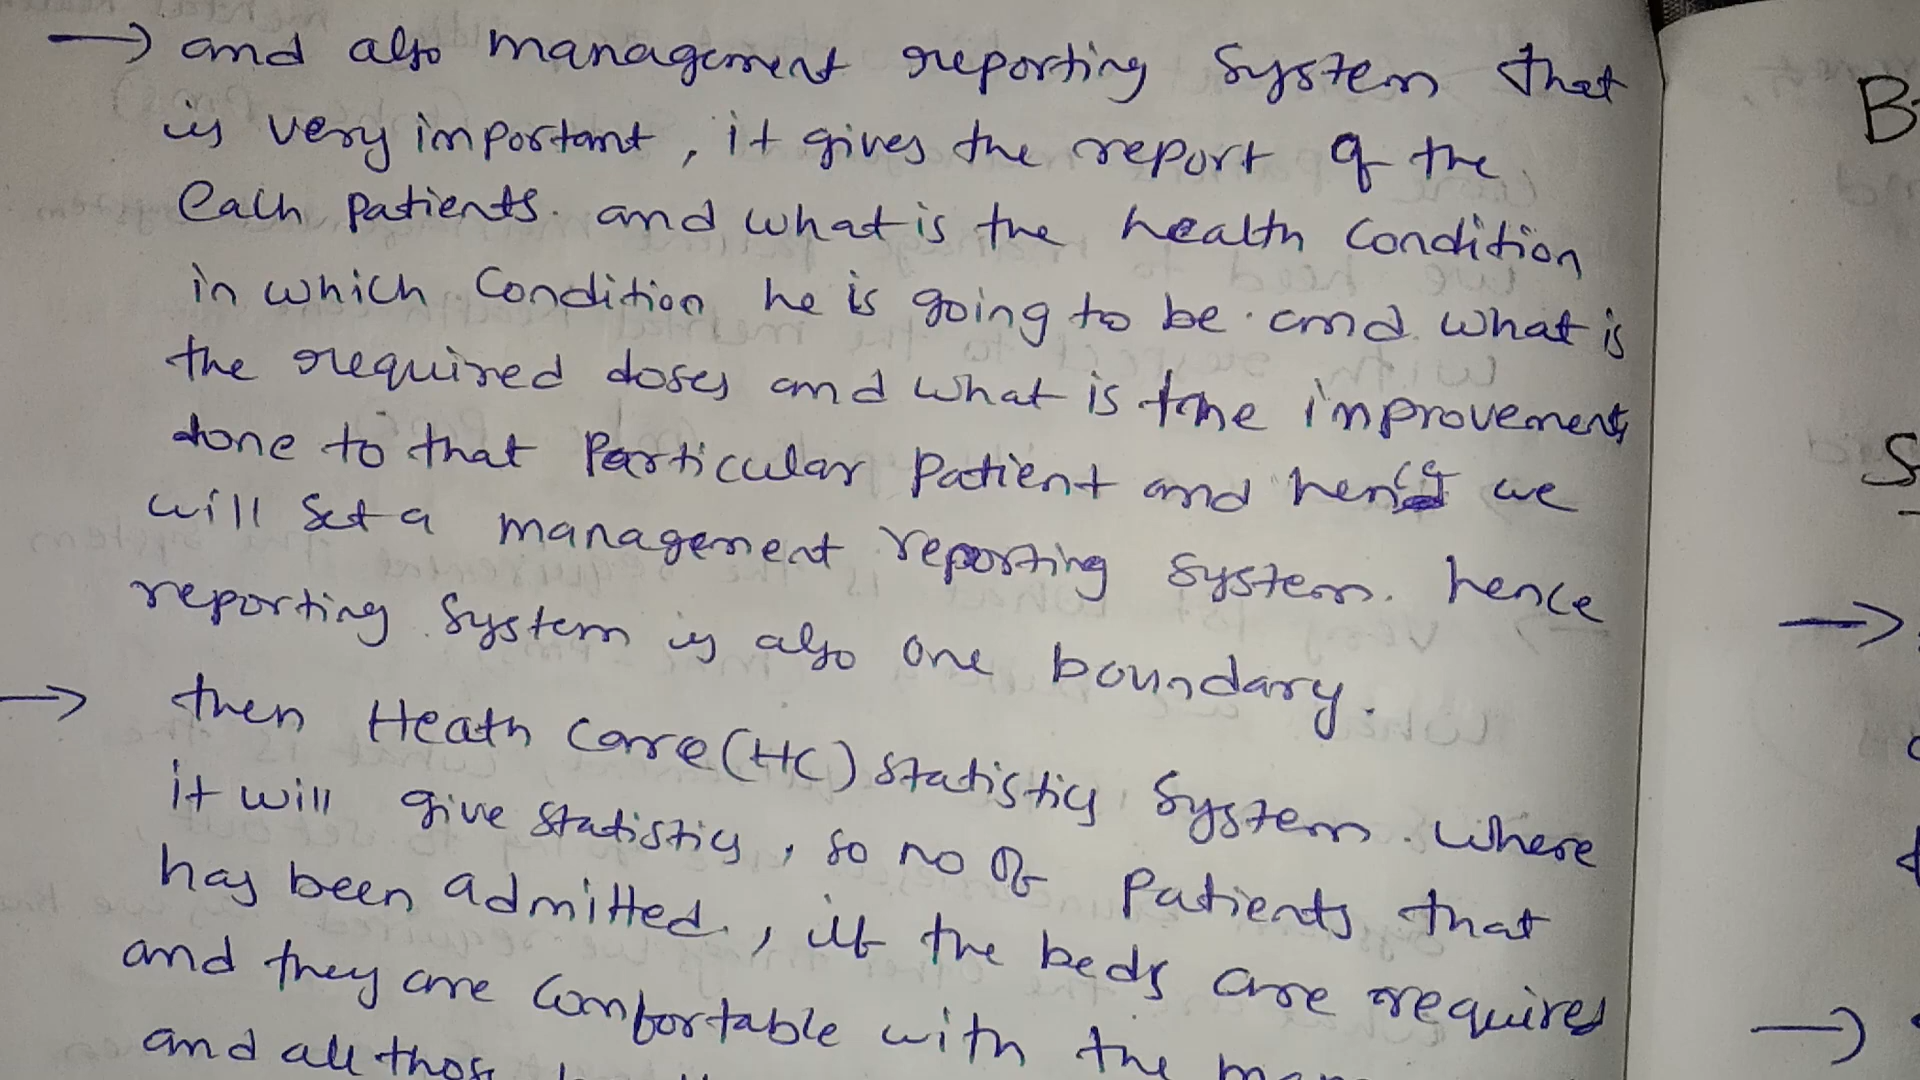 → and also management reporting system that
is very important, it gives the report of the
each patients. and what is the health condition
in which condition he is going to be. and. what is
the required doses and what is the improvements
done to that particular patient and hence we
will set a management reporting system. hence
reporting system is also one boundary.
→ then Heath care (HC) statistics system. where
it will give statistics, so no of patients that
has been admitted., if the beds are requires
and they are comfortable with the
and all those
B
S
→
→